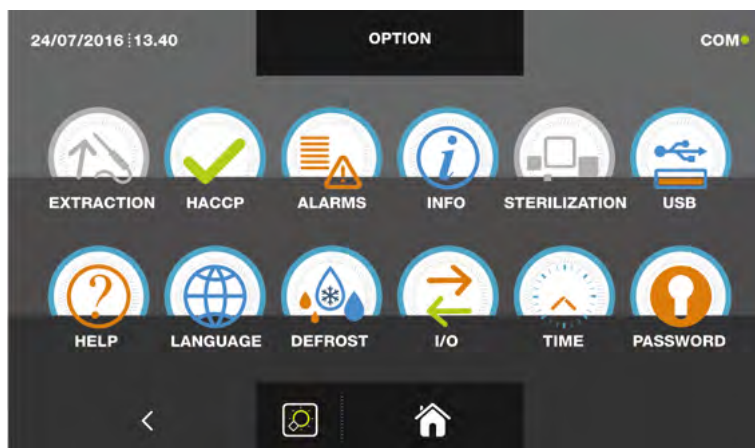 24/07/2016 13.40 OPTION COM
EXTRACTION HACCP ALARMS INFO STERILIZATION USB
HELP LANGUAGE DEFROST I/O TIME PASSWORD